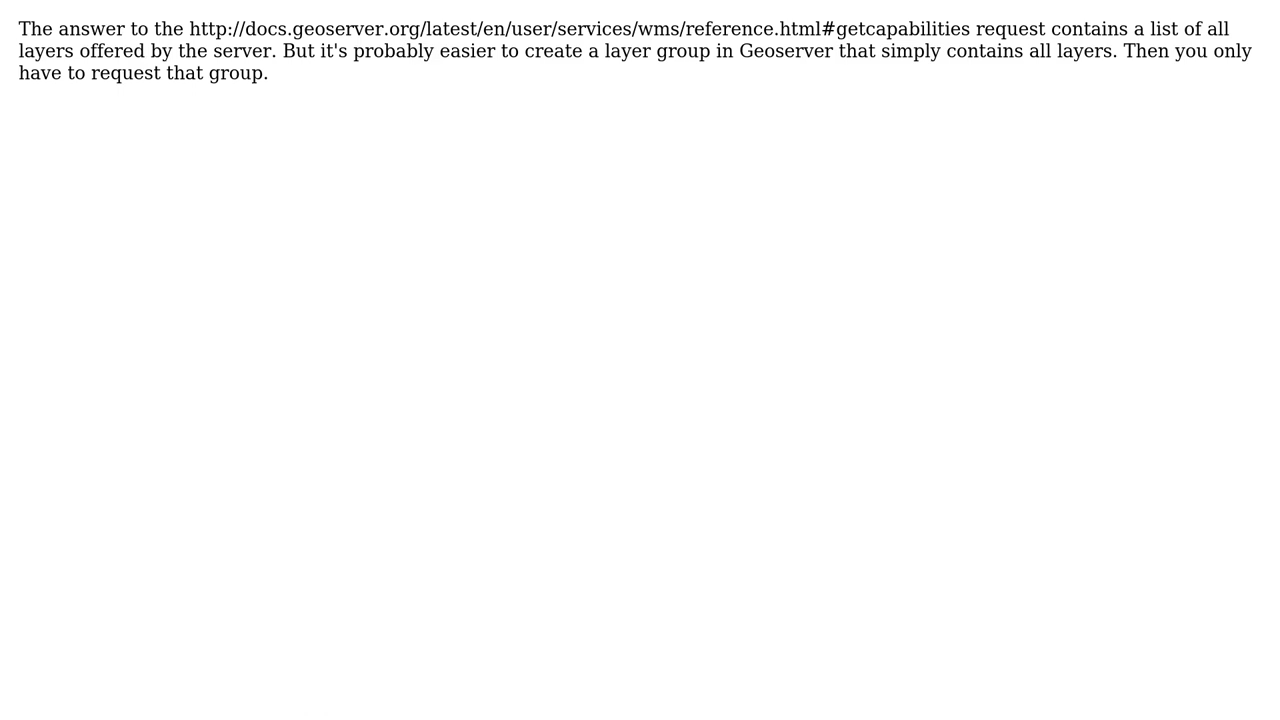 The answer to the http://docs.geoserver.org/latest/en/user/services/wms/reference.html#getcapabilities request contains a list of all
layers offered by the server. But it's probably easier to create a layer group in Geoserver that simply contains all layers. Then you only
have to request that group.